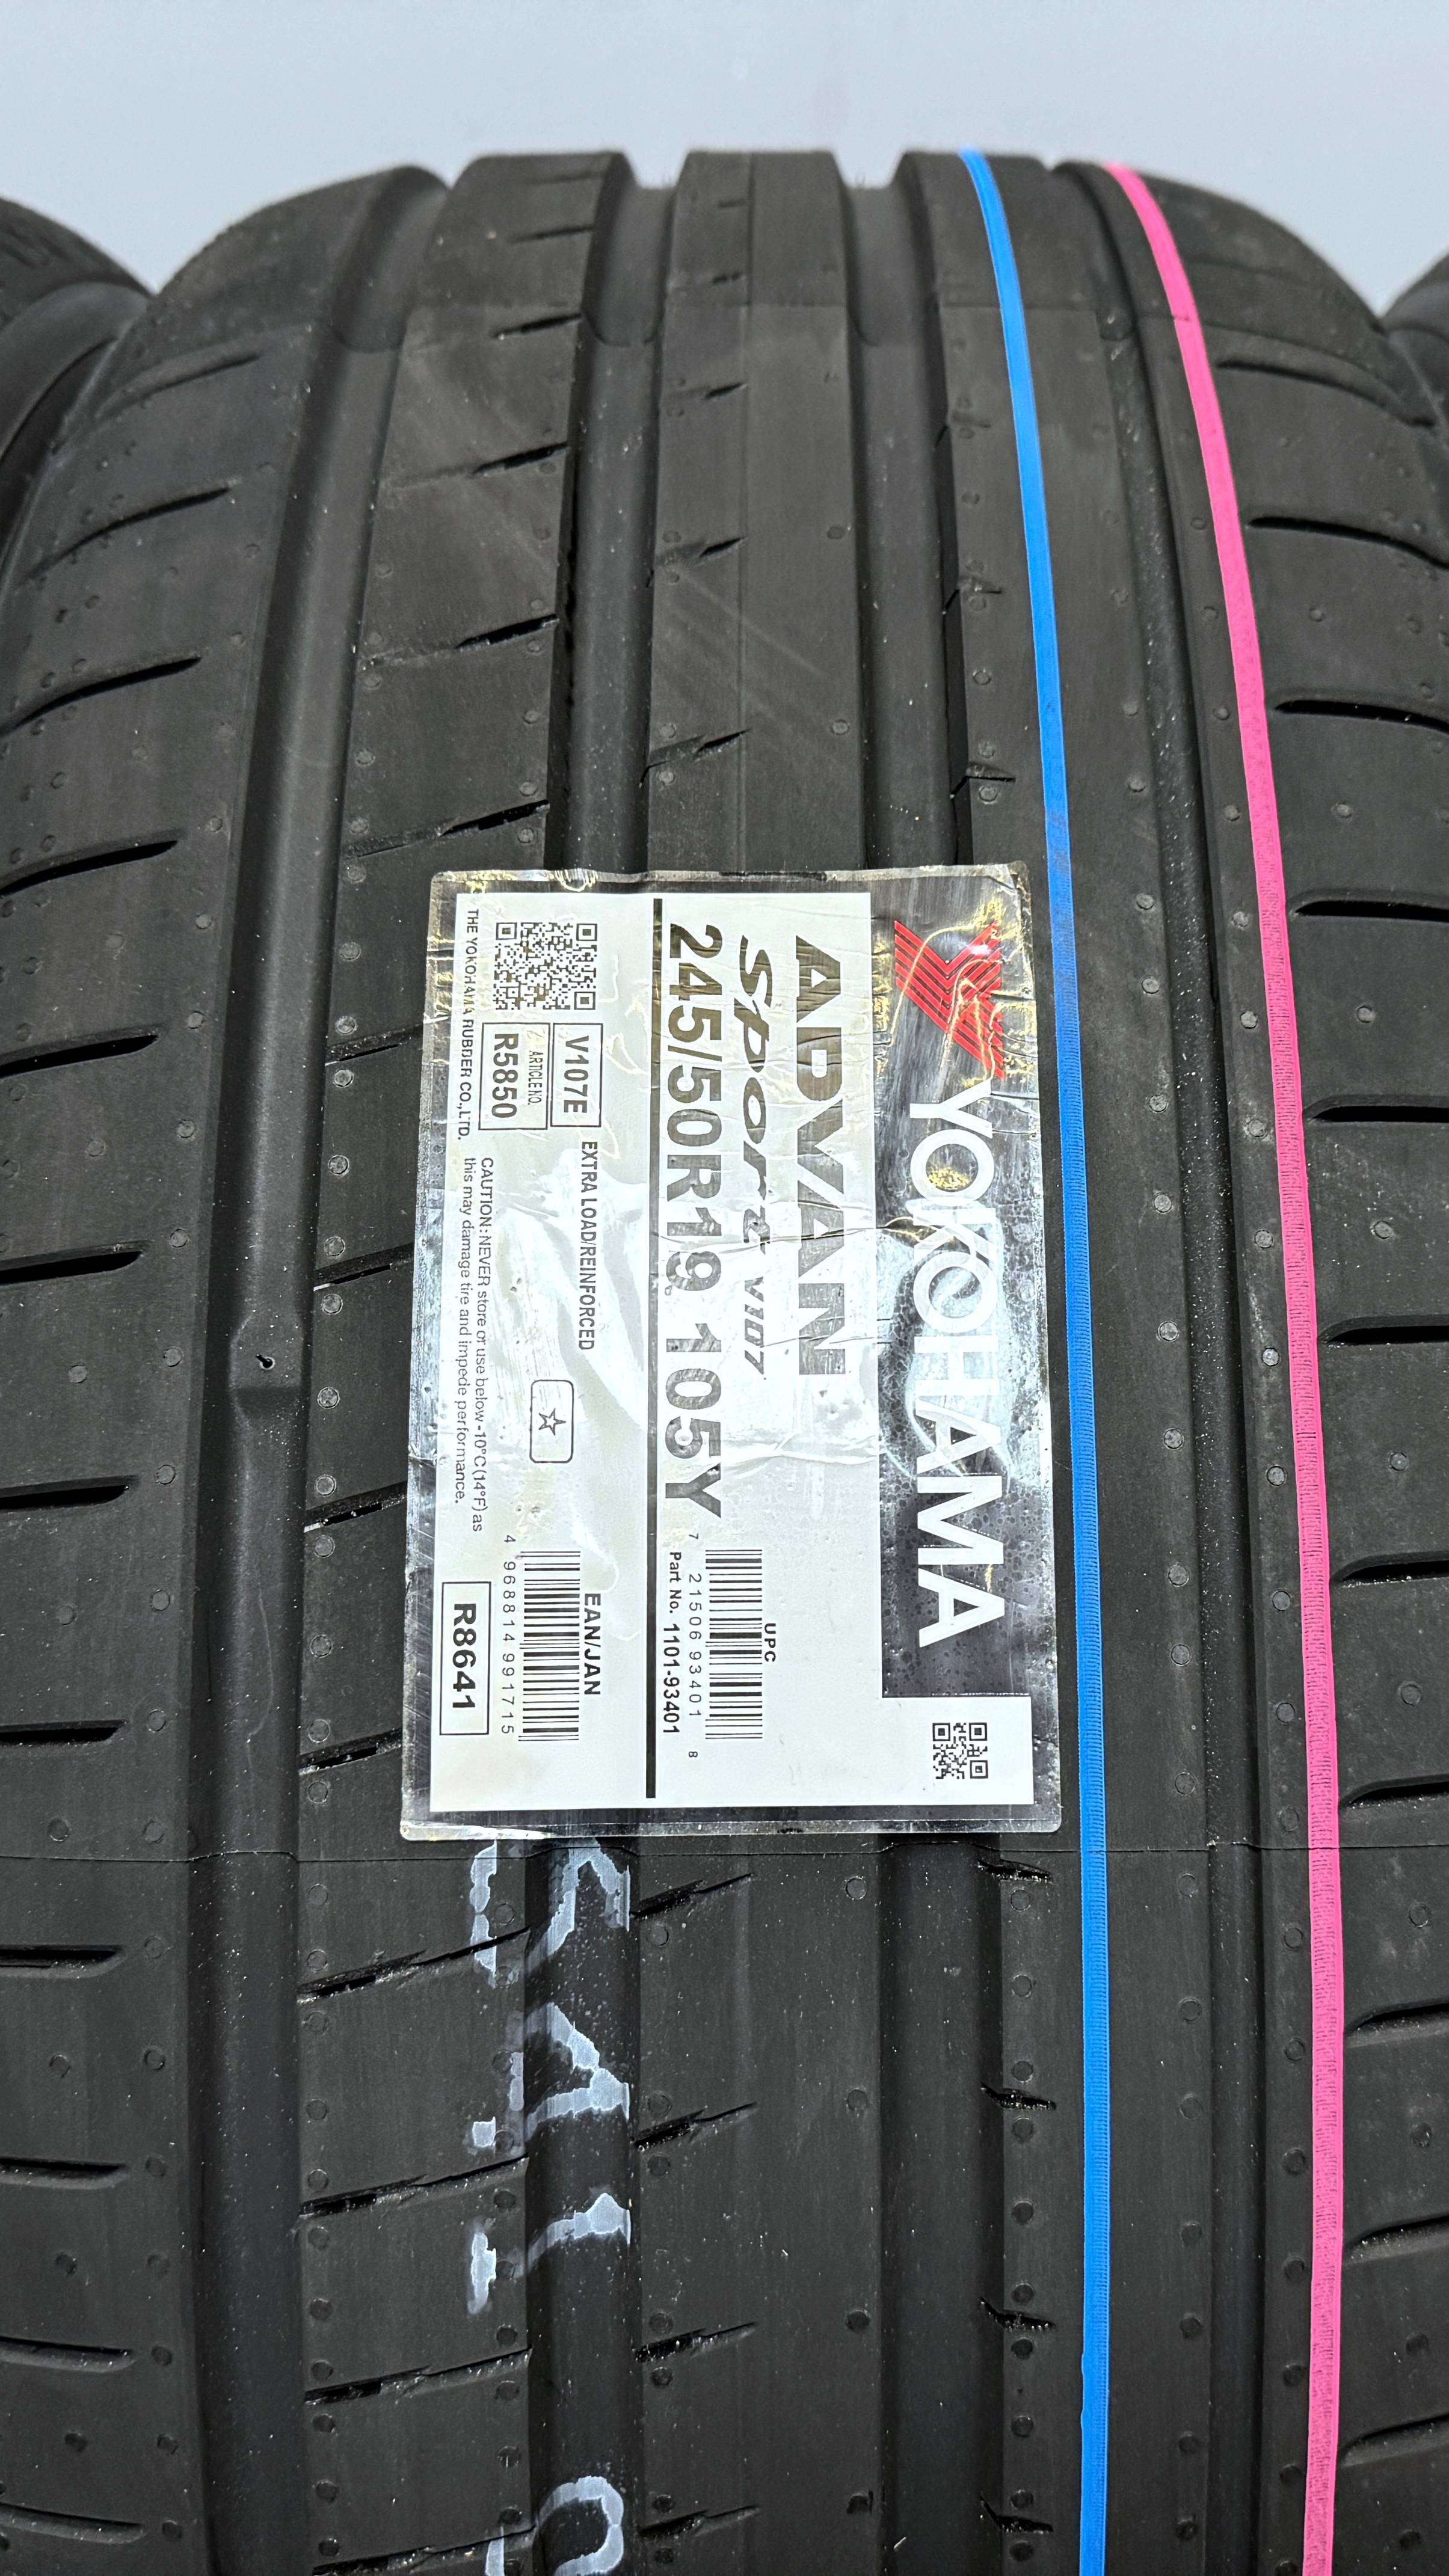 YOKOHAMA
ADVAN
Sport V107
245/50R19 105Y
UPC
7 21506 93401 8
Part No. 1101-93401
V107E
ARTICLE NO.
R5850
EXTRA LOAD/REINFORCED
EAN/JAN
4 968814 991715
R8641
CAUTION: NEVER store or use below -10°C (14°F) as
this may damage tire and impede performance.
THE YOKOHAMA RUBBER CO.,LTD.